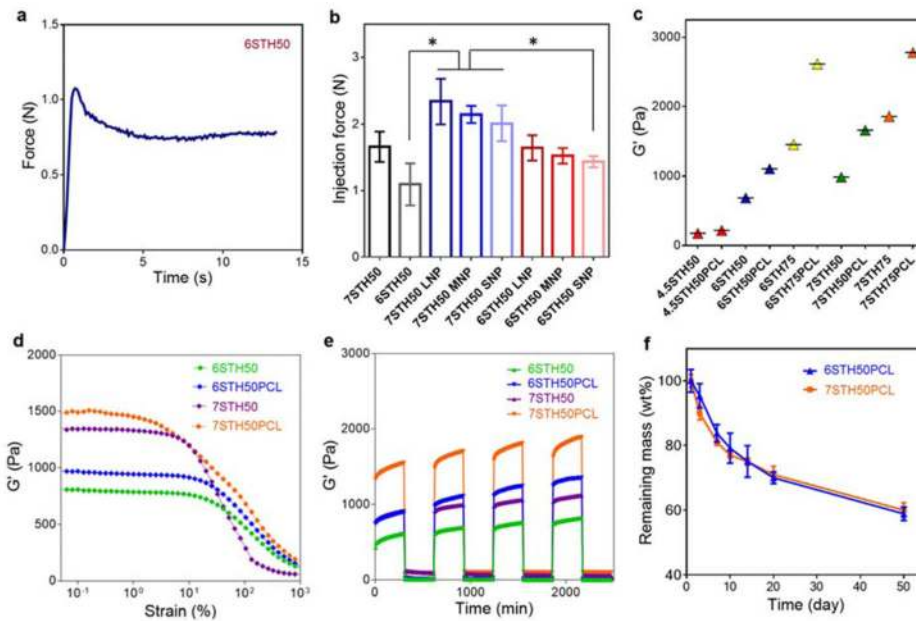 a
1.5
1.0
0.5
0.0
Force (N)
6STH50
0
5
10
15
Time (s)
b
3
2
1
0
Injection force (N)
*
*
7STH50
6STH50
7STH50 LNP
7STH50 MNP
7STH50 SNP
6STH50 LNP
6STH50 MNP
6STH50 SNP
c
3000
2000
1000
0
G' (Pa)
4.5STH50
4.5STH50PCL
6STH50
6STH50PCL
6STH75
6STH75PCL
7STH50
7STH50PCL
7STH75
7STH75PCL
d
2000
1500
1000
500
0
G' (Pa)
6STH50
6STH50PCL
7STH50
7STH50PCL
10-1
100
101
102
103
Strain (%)
e
3000
2000
1000
0
G' (Pa)
6STH50
6STH50PCL
7STH50
7STH50PCL
0
1000
2000
Time (min)
f
120
100
80
60
40
Remaining mass (wt%)
6STH50PCL
7STH50PCL
0
10
20
30
40
50
Time (day)